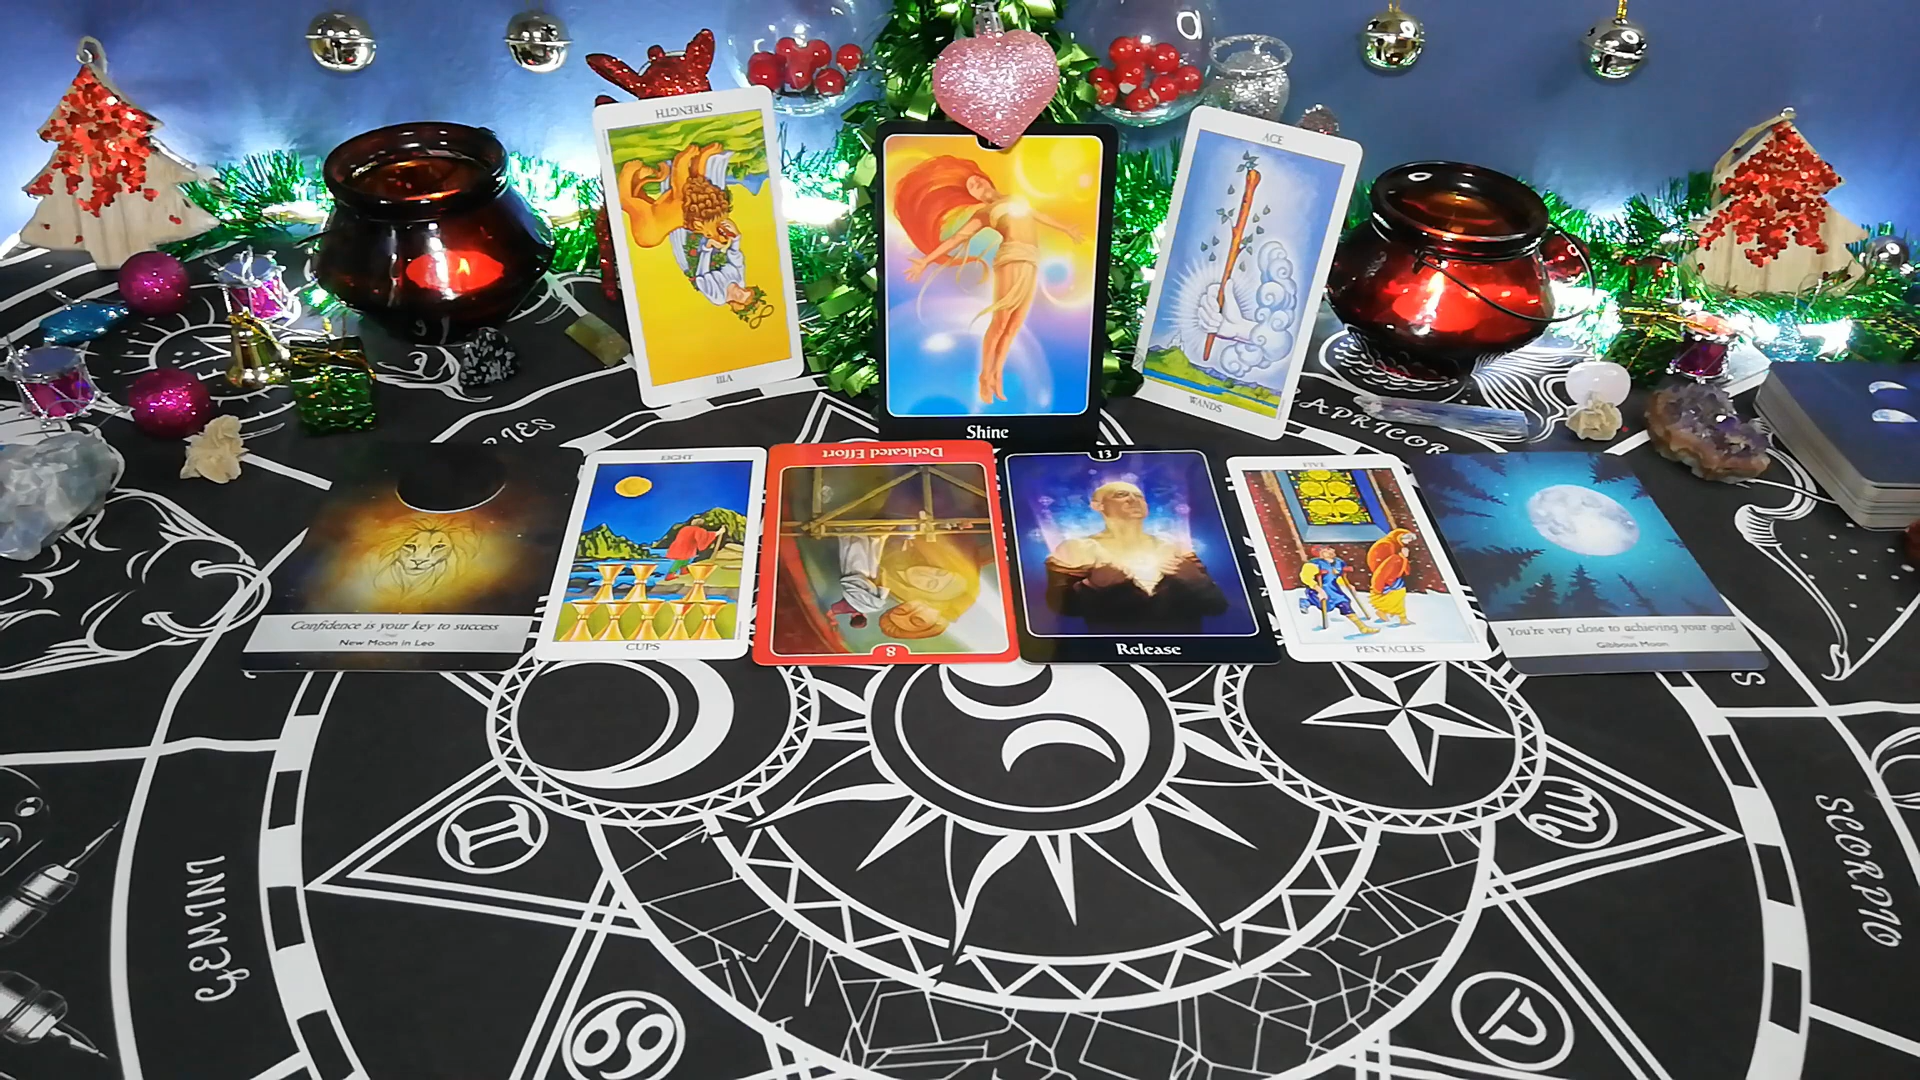 STRENGTH
VIII
Shine
ACE
WANDS
RIES
CAPRICOR
Confidence is your key to success
New Moon in Leo
EIGHT
CUPS
Dedicated Effort
8
13
Release
FIVE
PENTACLES
You're very close to achieving your goal
Gibbous Moon
S
GEMINI
SCORPIO